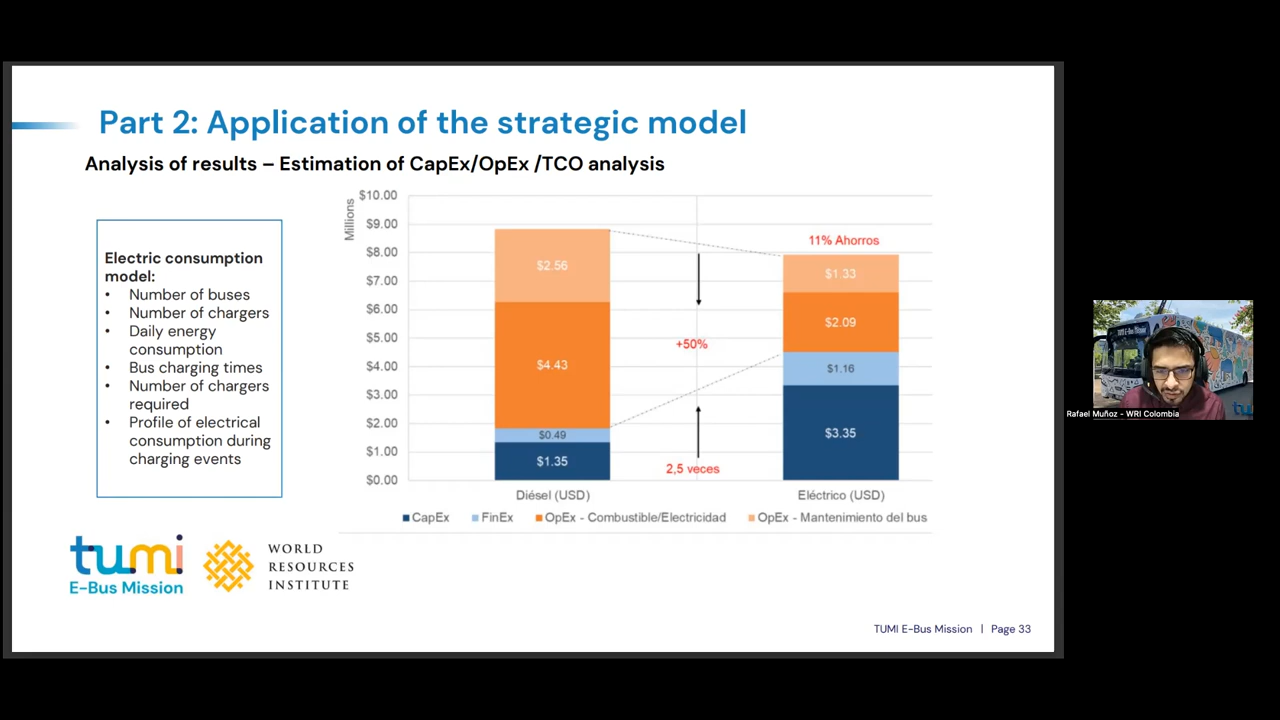 Part 2: Application of the strategic model
Analysis of results – Estimation of CapEx/OpEx /TCO analysis
Electric consumption
model:
• Number of buses
• Number of chargers
• Daily energy
consumption
• Bus charging times
• Number of chargers
required
• Profile of electrical
consumption during
charging events
Millions
$10.00
$9.00
$8.00
$7.00
$6.00
$5.00
$4.00
$3.00
$2.00
$1.00
$0.00
$2.56
$4.43
$0.49
$1.35
+50%
2,5 veces
11% Ahorros
$1.33
$2.09
$1.16
$3.35
Diésel (USD)
Eléctrico (USD)
CapEx FinEx OpEx - Combustible/Electricidad OpEx - Mantenimiento del bus
tumi
E-Bus Mission
WORLD
RESOURCES
INSTITUTE
TUMI E-Bus Mission | Page 33
TUMI E-Bus Mission
Rafael Muñoz - WRI Colombia